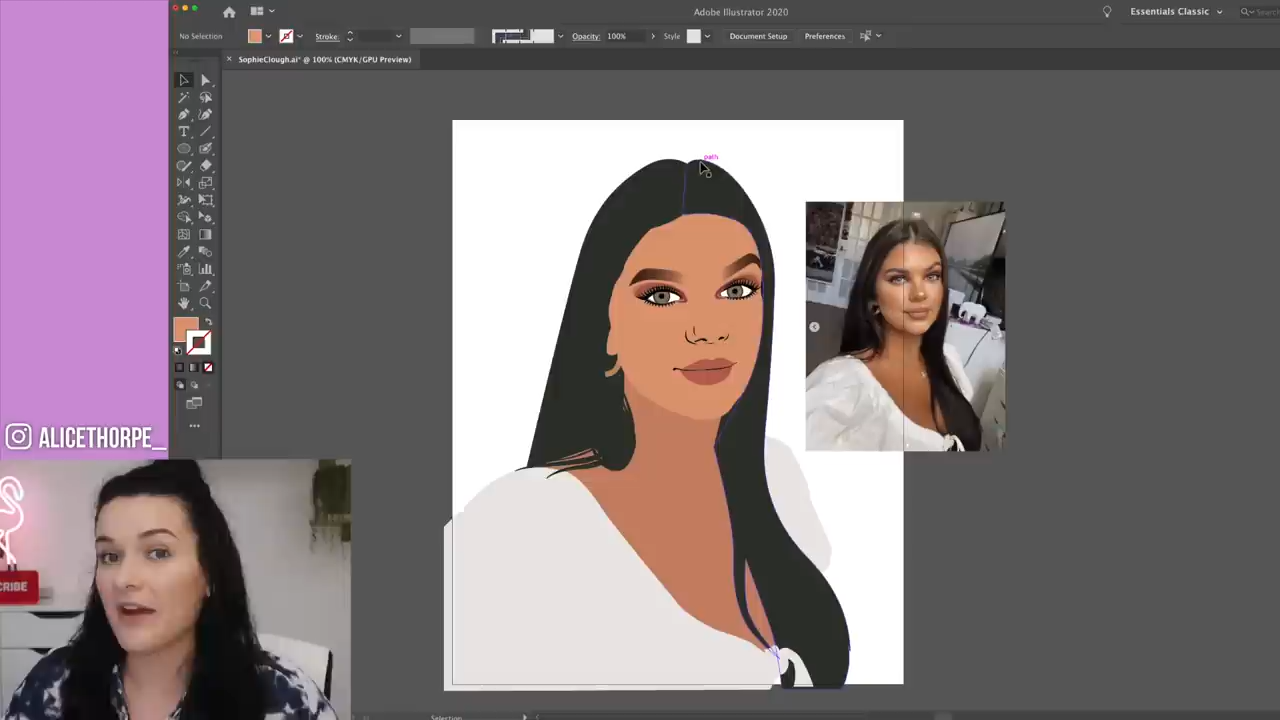 Adobe Illustrator 2020
Essentials Classic
No Selection
Stroke:
Opacity: 100%
Style
Document Setup
Preferences
× SophieClough.ai* @ 100% (CMYK/GPU Preview)
path
ALICETHORPE_
CRIBE
Selection